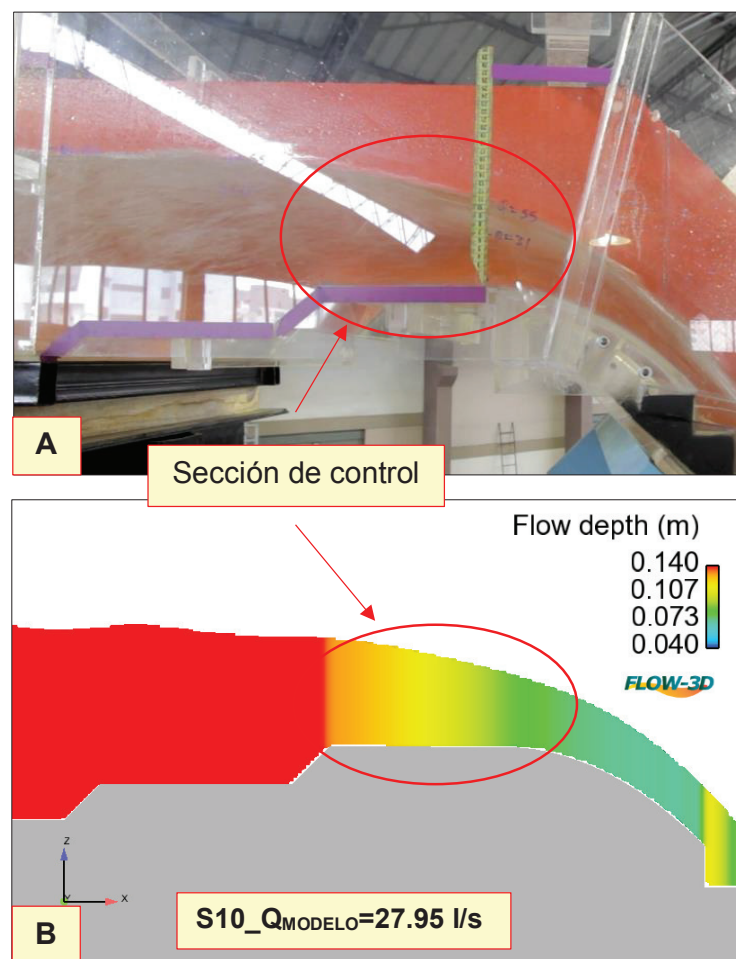 A
Sección de control
Flow depth (m)
0.140
0.107
0.073
0.040
FLOW-3D
z
x
S10_QMODELO=27.95 l/s
B